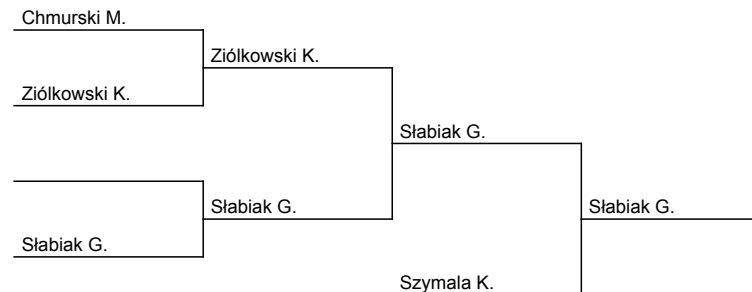 Chmurski M.
Ziólkowski K.
Ziólkowski K.
Słabiak G.
Słabiak G.
Słabiak G.
Słabiak G.
Szymala K.